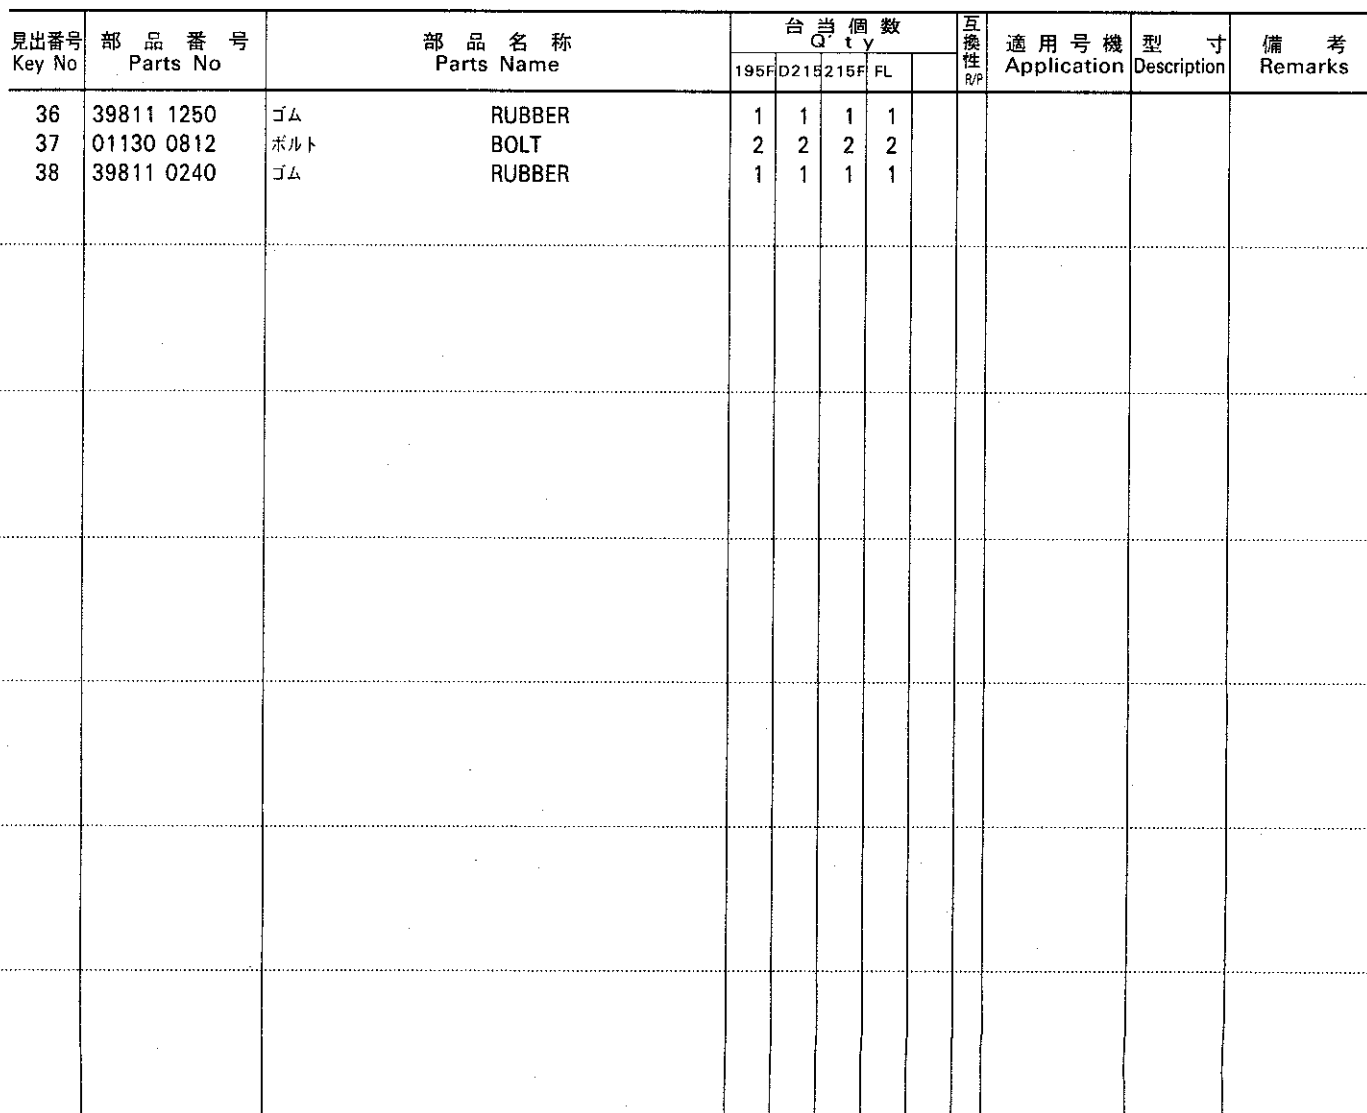 見出番号 部品番号 部品名称 台当個数 互換性 適用号機 型寸 備考
Key No Parts No Parts Name Q'ty R/P Application Description Remarks
195F D215 215F FL
36 39811 1250 ゴム RUBBER 1 1 1 1
37 01130 0812 ボルト BOLT 2 2 2 2
38 39811 0240 ゴム RUBBER 1 1 1 1